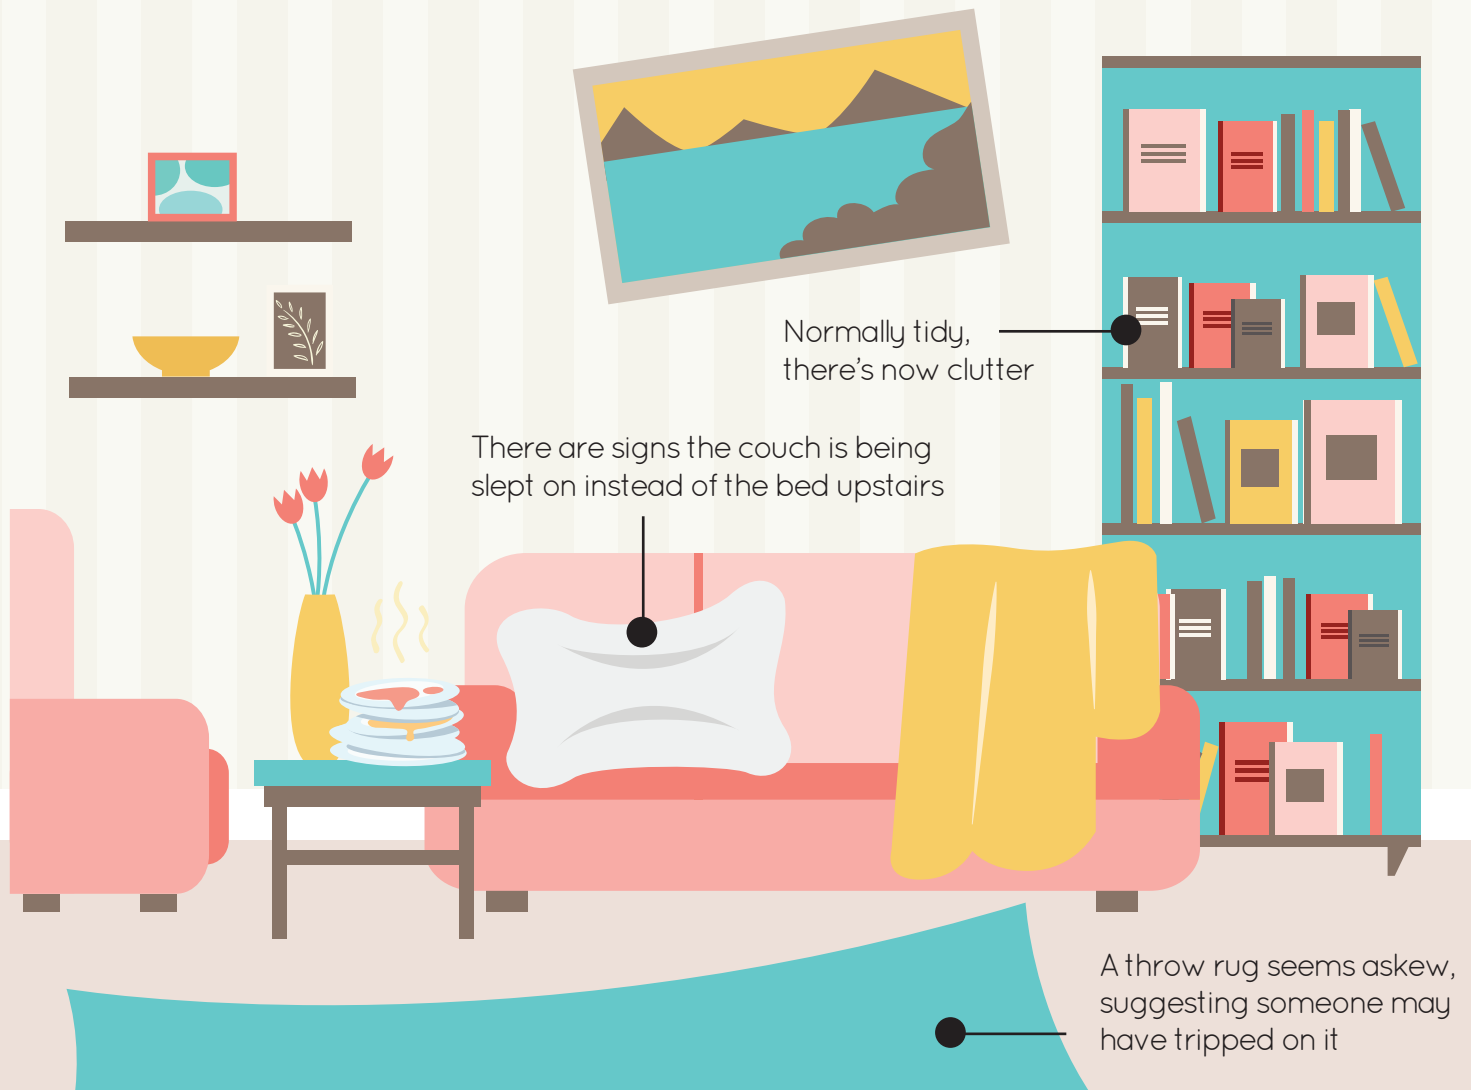 Normally tidy,
there's now clutter
There are signs the couch is being
slept on instead of the bed upstairs
A throw rug seems askew,
suggesting someone may
have tripped on it